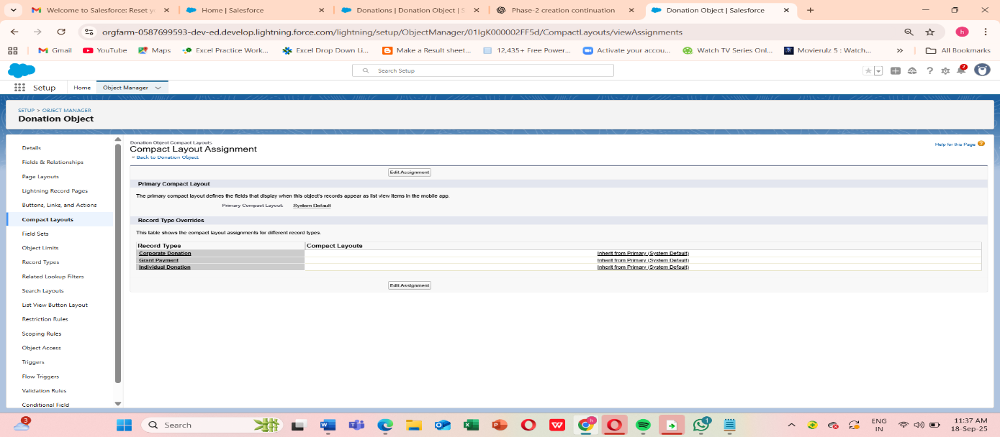 Welcome to Salesforce: Reset yo
Home | Salesforce
Donations | Donation Object | S
Phase-2 creation continuation
Donation Object | Salesforce
orgfarm-0587699593-dev-ed.develop.lightning.force.com/lightning/setup/ObjectManager/01IgK000002FF5d/CompactLayouts/viewAssignments
h
Gmail
YouTube
Maps
Excel Practice Work...
Excel Drop Down Li...
Make a Result sheet...
12,435+ Free Power...
Activate your accou...
Watch TV Series Onl...
Movierulz 5 : Watch...
All Bookmarks
Search Setup
2
Setup
Home
Object Manager
SETUP > OBJECT MANAGER
Donation Object
Details
Fields & Relationships
Page Layouts
Lightning Record Pages
Buttons, Links, and Actions
Compact Layouts
Field Sets
Object Limits
Record Types
Related Lookup Filters
Search Layouts
List View Button Layout
Restriction Rules
Scoping Rules
Object Access
Triggers
Flow Triggers
Validation Rules
Conditional Field
Donation Object Compact Layouts
Compact Layout Assignment
« Back to Donation Object
Help for this Page
Edit Assignment
Primary Compact Layout
The primary compact layout defines the fields that display when this object's records appear as list view items in the mobile app.
Primary Compact Layout: System Default
Record Type Overrides
This table shows the compact layout assignments for different record types.
Record Types Compact Layouts
Corporate Donation Inherit from Primary (System Default)
Grant Payment Inherit from Primary (System Default)
Individual Donation Inherit from Primary (System Default)
Edit Assignment
3
Search
h
1
ENG
IN
11:37 AM
18-Sep-25